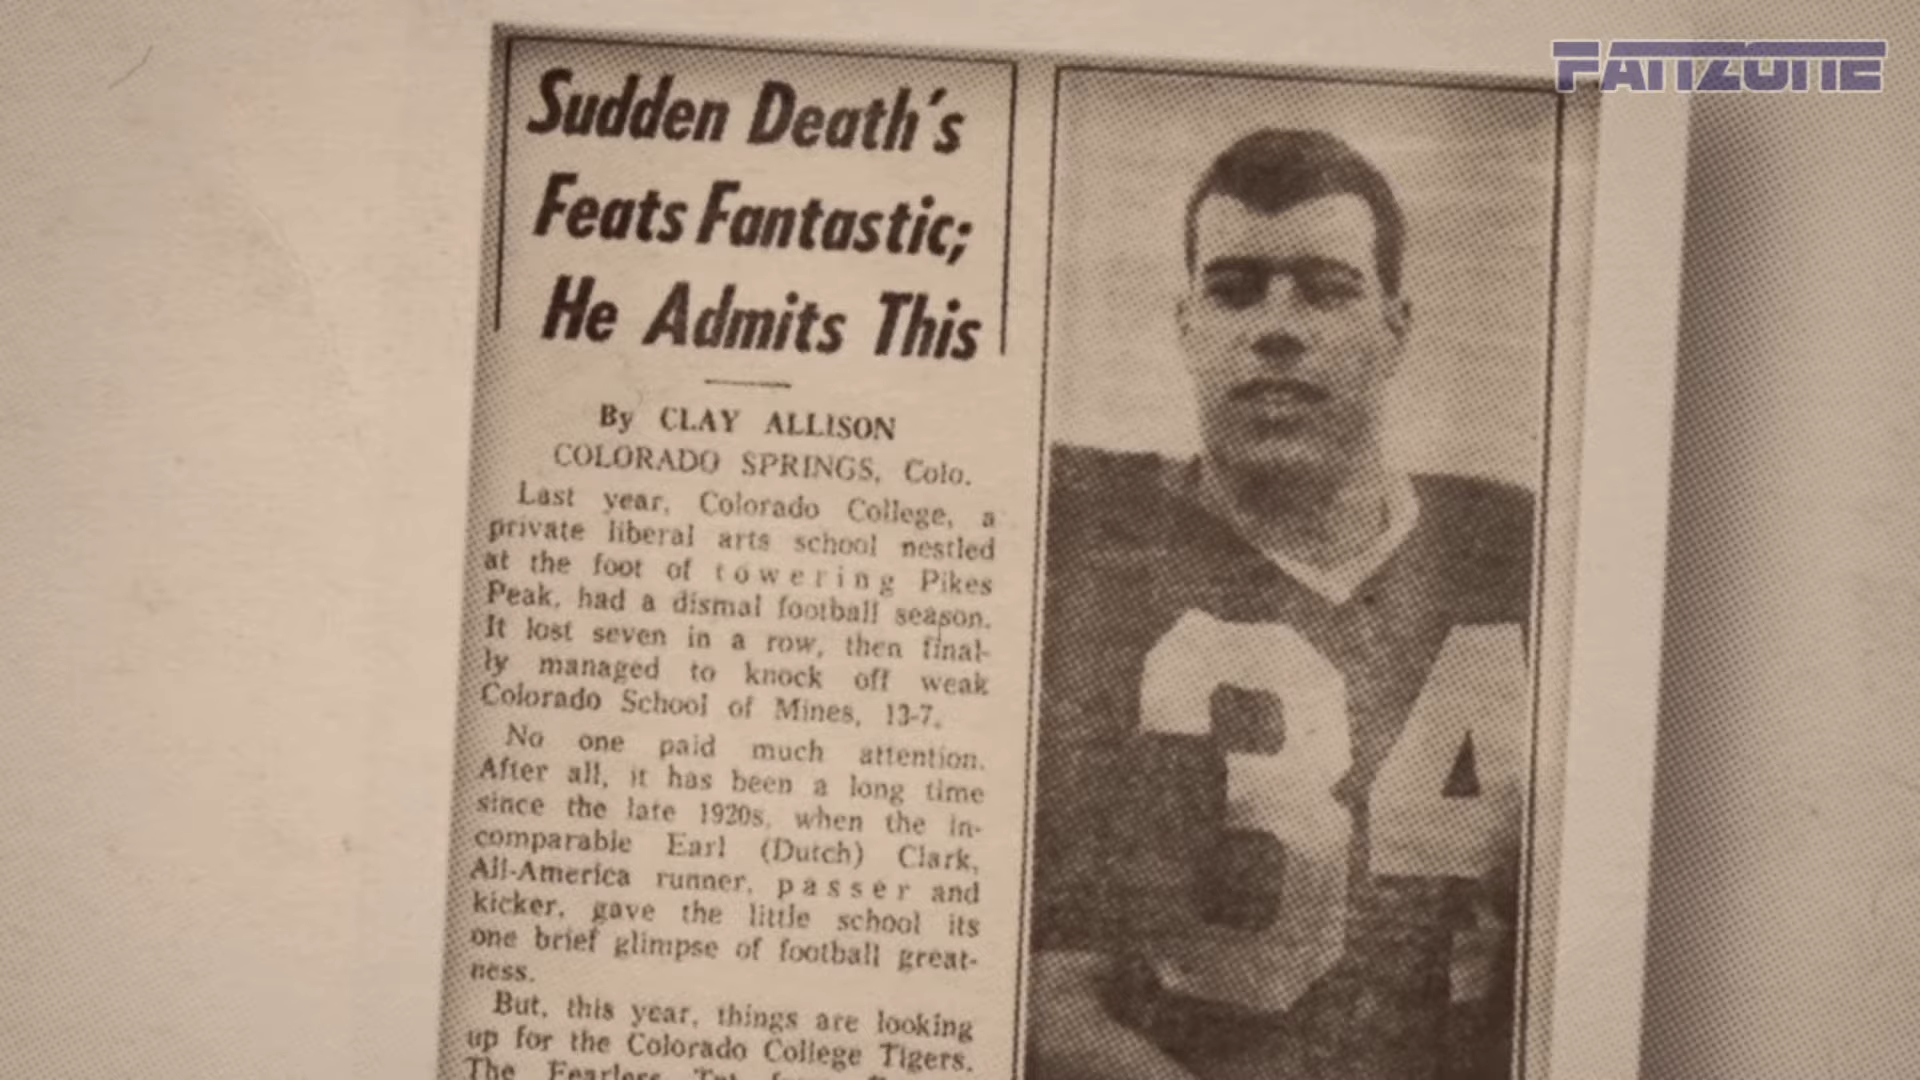 FANZONE
Sudden Death's
Feats Fantastic;
He Admits This
By CLAY ALLISON
COLORADO SPRINGS, Colo.
Last year, Colorado College, a
private liberal arts school nestled
at the foot of towering Pikes
Peak, had a dismal football season.
It lost seven in a row, then final-
ly managed to knock off weak
Colorado School of Mines, 13-7.
No one paid much attention.
After all, it has been a long time
since the late 1920s, when the in-
comparable Earl (Dutch) Clark,
All-America runner, passer and
kicker, gave the little school its
one brief glimpse of football great-
ness.
But, this year, things are looking
up for the Colorado College Tigers.
The Fearless
34